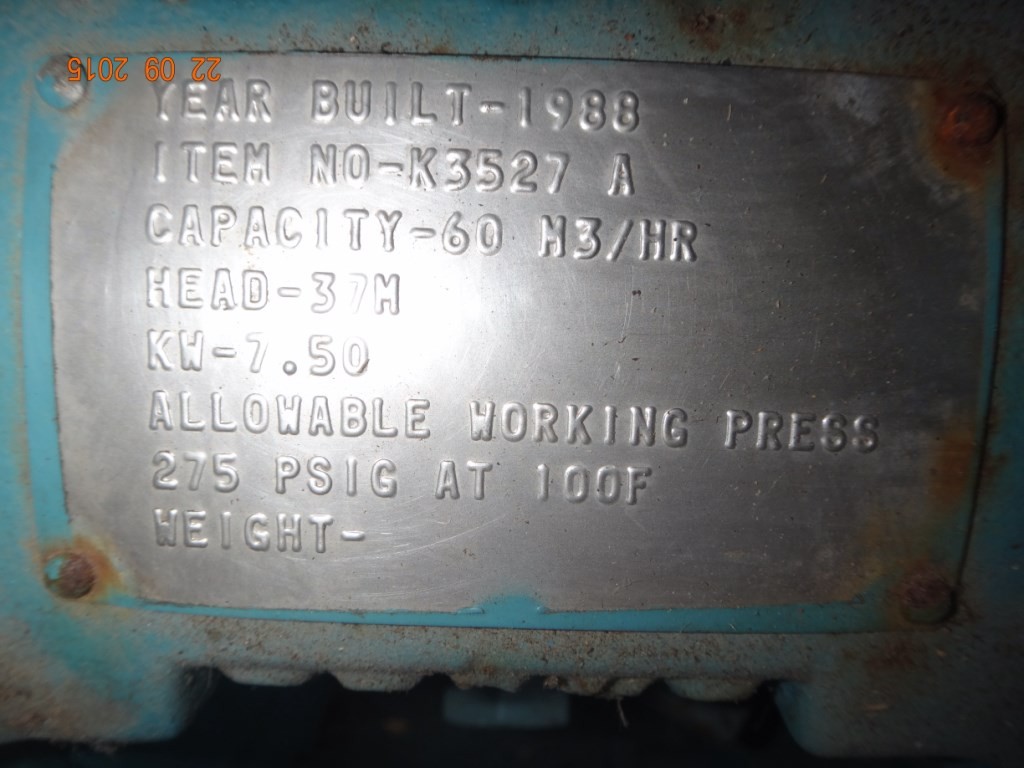 22 09 2015
YEAR BUILT-1988
ITEM NO-K3527 A
CAPACITY-60 M3/HR
HEAD-37M
KW-7.50
ALLOWABLE WORKING PRESS
275 PSIG AT 100F
WEIGHT-